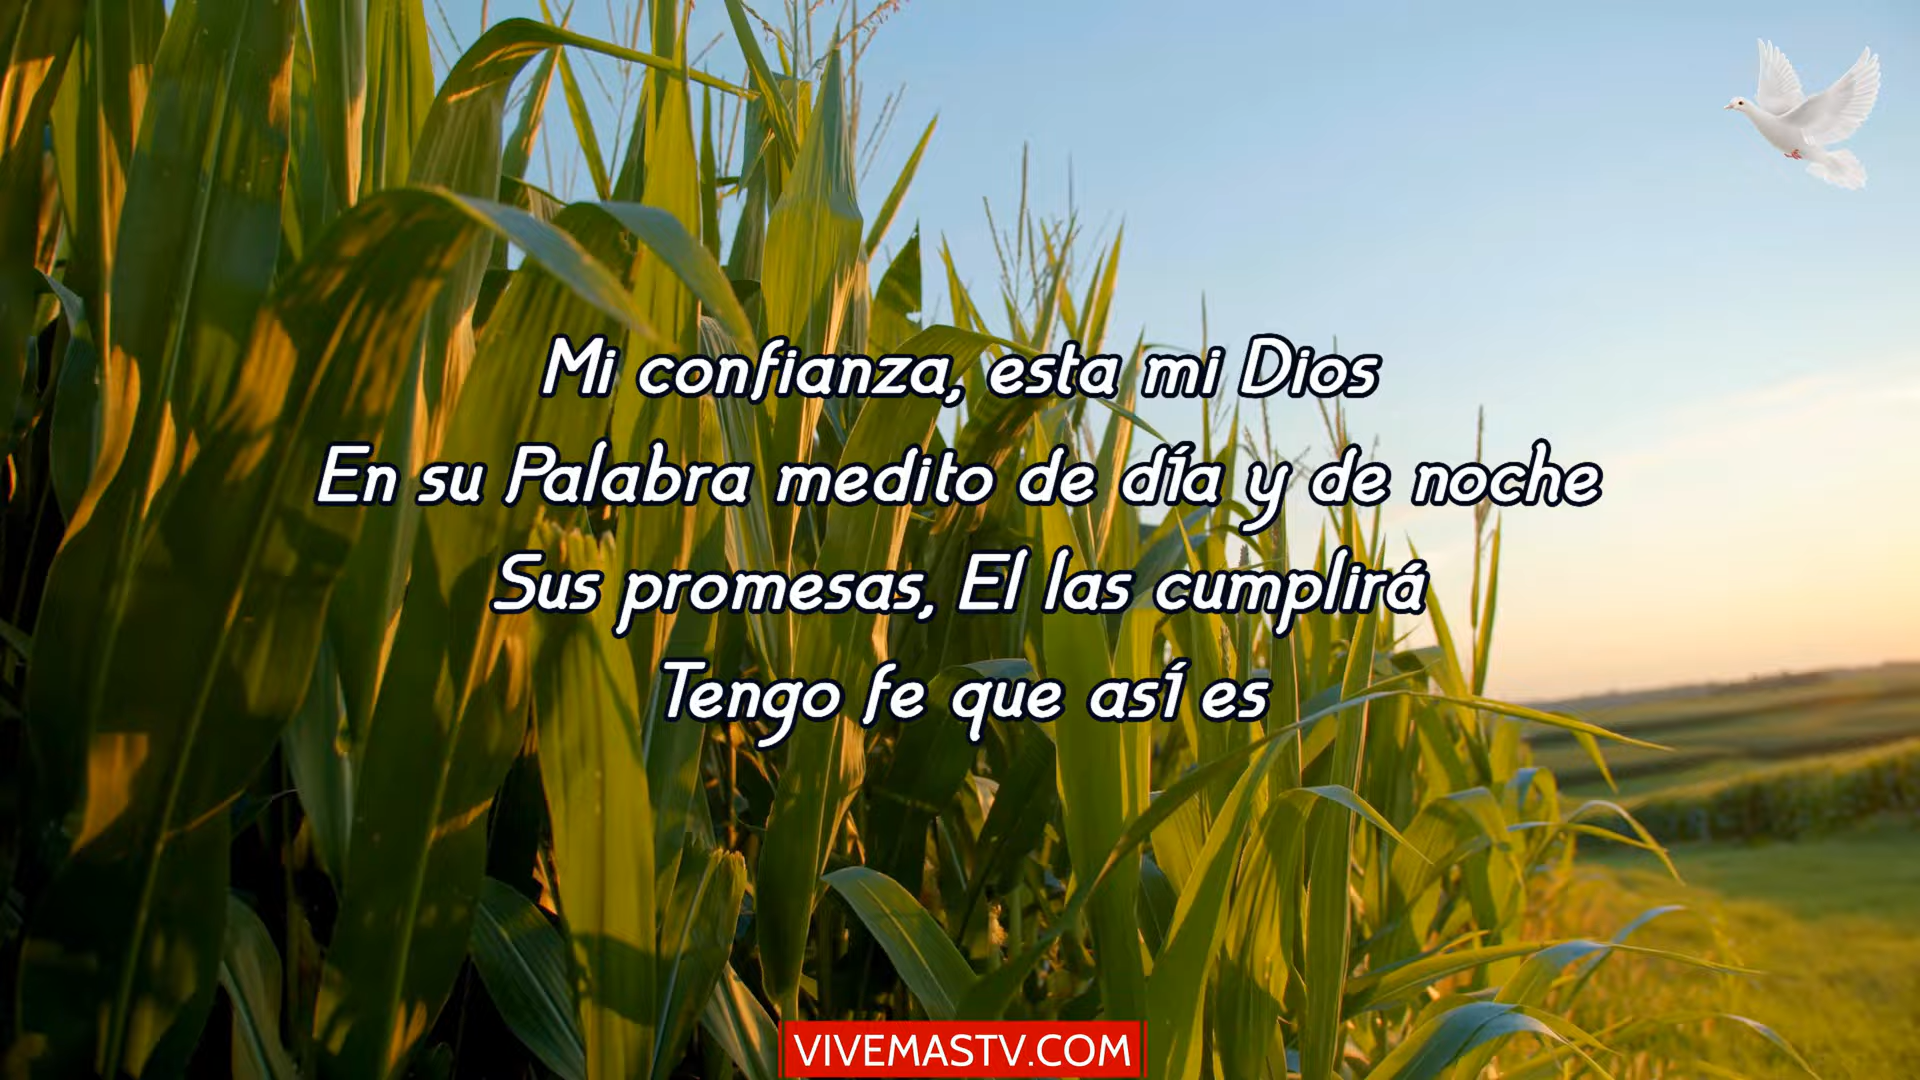 Mi confianza, esta mi Dios
En su Palabra medito de día y de noche
Sus promesas, El las cumplirá
Tengo fe que así es
VIVEMASTV.COM